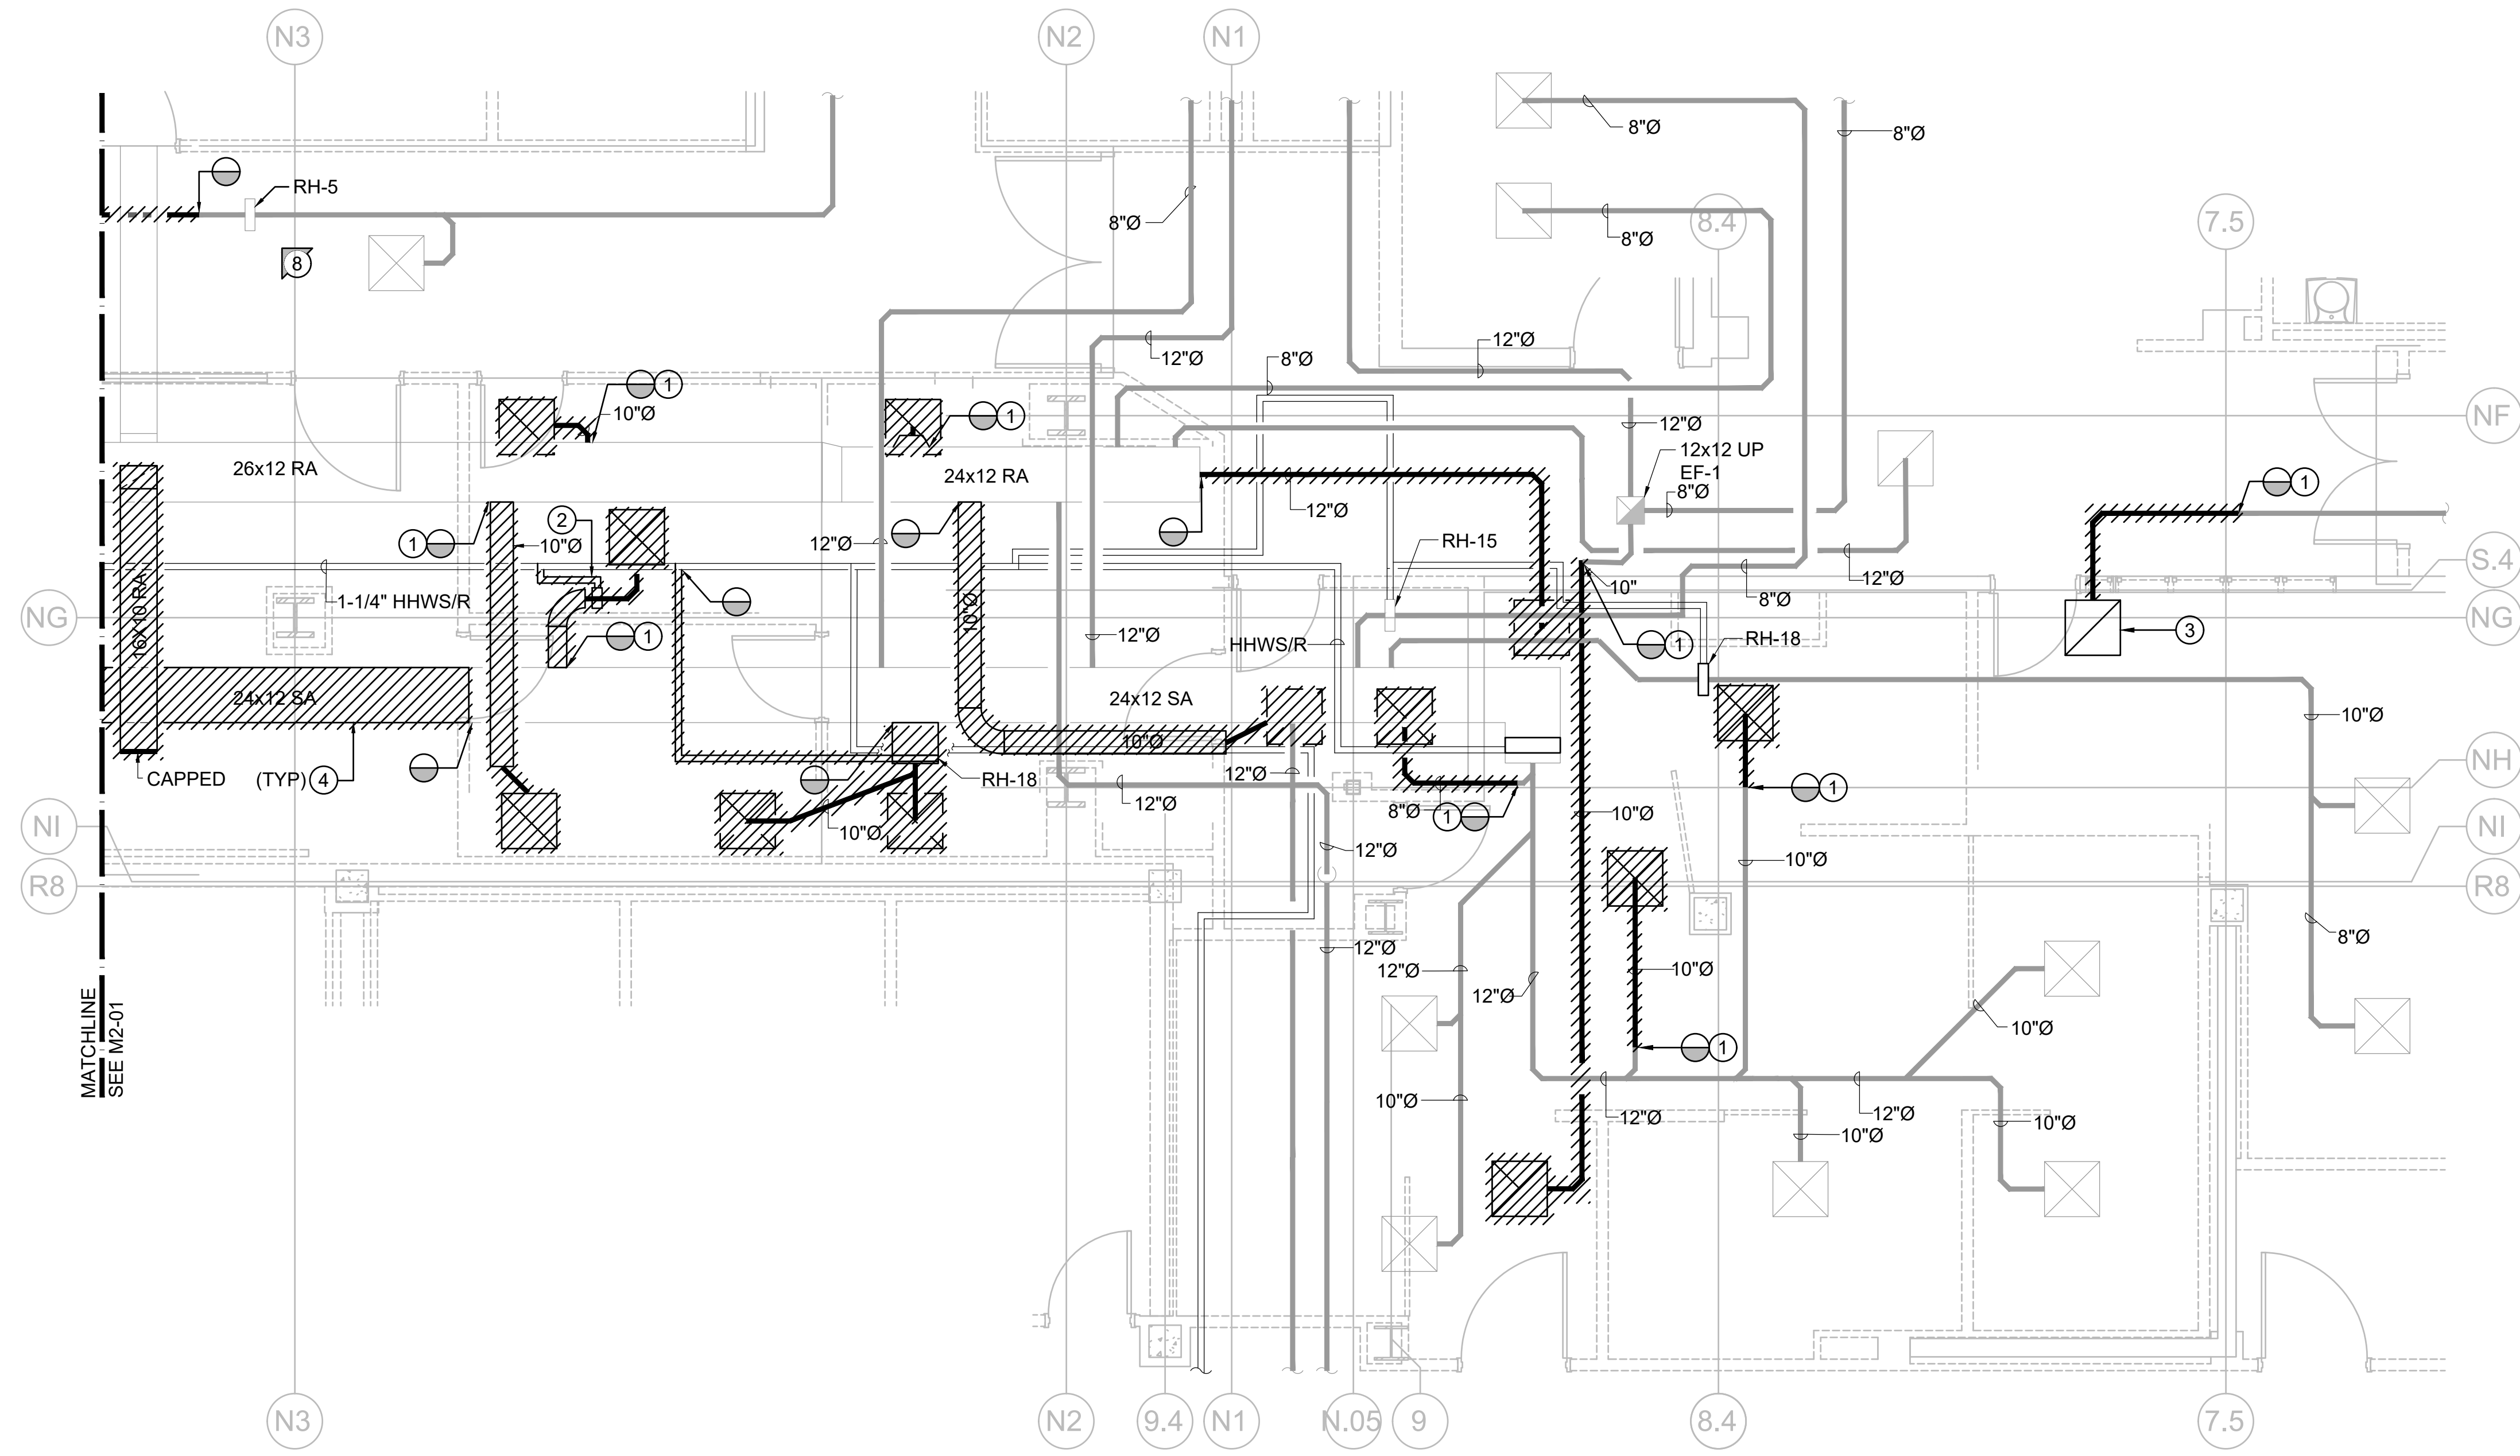 N3
N2
N1
8"Ø
8"Ø
RH-5
8"Ø
8.4
7.5
8"Ø
8
12"Ø
8"Ø
12"Ø
1
10"Ø
1
12"Ø
NF
12x12 UP
EF-1
26x12 RA
24x12 RA
8"Ø
1
12"Ø
2
1
10"Ø
12"Ø
RH-15
S.4
12"Ø
10"
8"Ø
1-1/4" HHWS/R
10"Ø
16X10 RA
NG
1
12"Ø
HHWS/R
1
RH-18
3
NG
24x12 SA
24x12 SA
10"Ø
10"Ø
CAPPED
(TYP)
4
RH-18
12"Ø
12"Ø
8"Ø
1
1
NH
10"Ø
NI
10"Ø
12"Ø
10"Ø
NI
R8
R8
8"Ø
12"Ø
12"Ø
12"Ø
10"Ø
10"Ø
MATCHLINE
SEE M2-01
1
10"Ø
12"Ø
12"Ø
10"Ø
10"Ø
N3
N2
9.4
N1
N.05
9
8.4
7.5